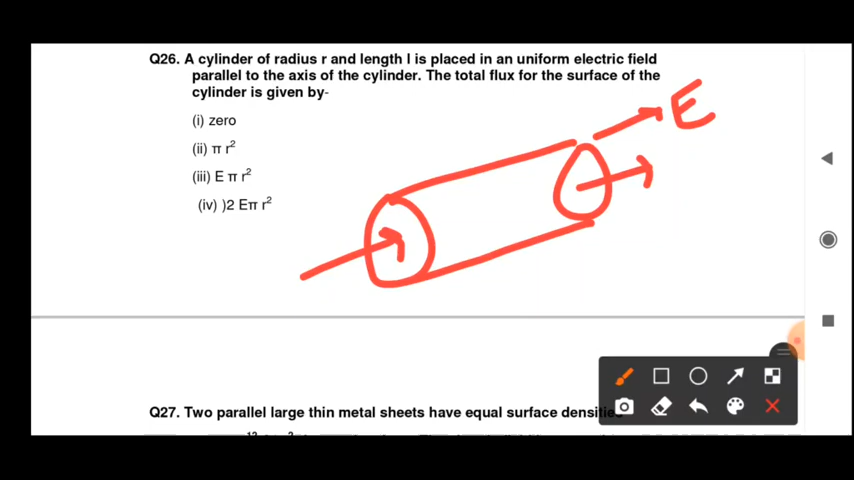 Q26. A cylinder of radius r and length l is placed in an uniform electric field
parallel to the axis of the cylinder. The total flux for the surface of the
cylinder is given by-
(i) zero
(ii) π r²
(iii) E π r²
(iv) )2 Eπ r²
E
Q27. Two parallel large thin metal sheets have equal surface densities